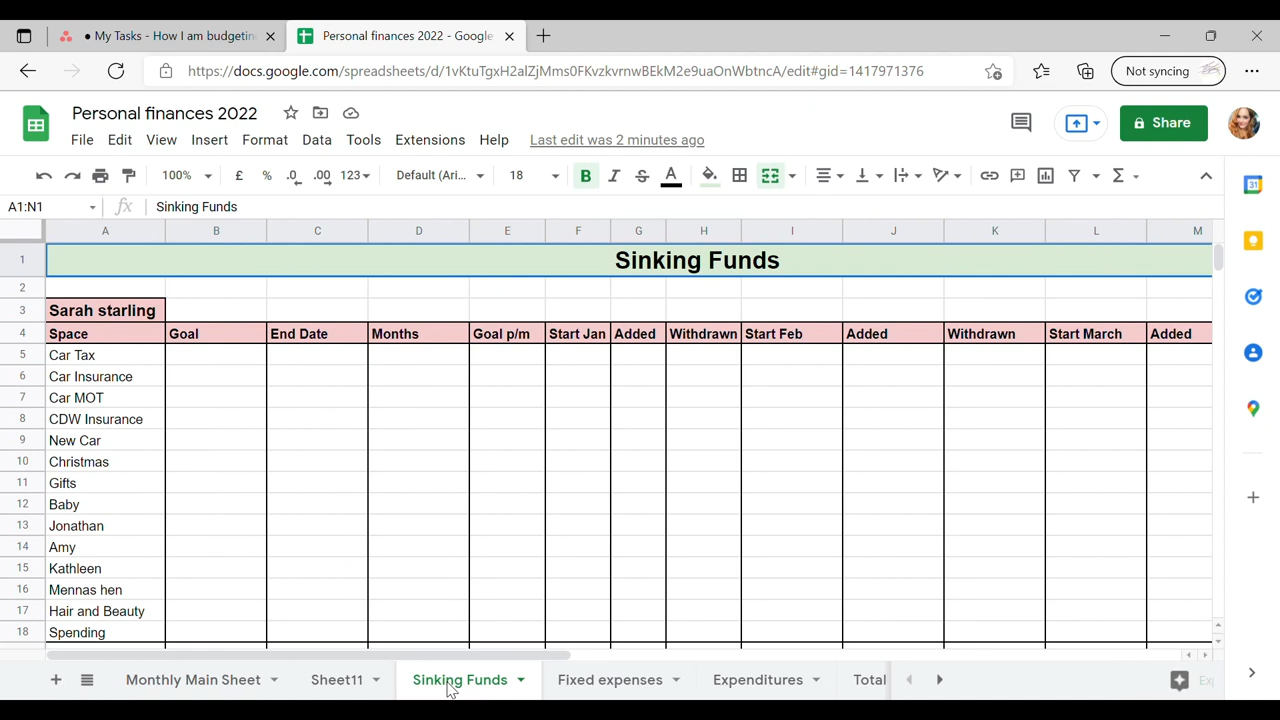 • My Tasks - How I am budgetin
Personal finances 2022 - Google
https://docs.google.com/spreadsheets/d/1vKtuTgxH2alZjMms0FKvzkvrnwBEkM2e9uaOnWbtncA/edit#gid=1417971376
Not syncing
Personal finances 2022
File Edit View Insert Format Data Tools Extensions Help Last edit was 2 minutes ago
Share
100% £ % .0 .00 123 Default (Ari... 18 B I S A
A1:N1 fx Sinking Funds
A B C D E F G H I J K L M
1 Sinking Funds
2
3 Sarah starling
4 Space Goal End Date Months Goal p/m Start Jan Added Withdrawn Start Feb Added Withdrawn Start March Added
5 Car Tax
6 Car Insurance
7 Car MOT
8 CDW Insurance
9 New Car
10 Christmas
11 Gifts
12 Baby
13 Jonathan
14 Amy
15 Kathleen
16 Mennas hen
17 Hair and Beauty
18 Spending
Monthly Main Sheet Sheet11 Sinking Funds Fixed expenses Expenditures Total